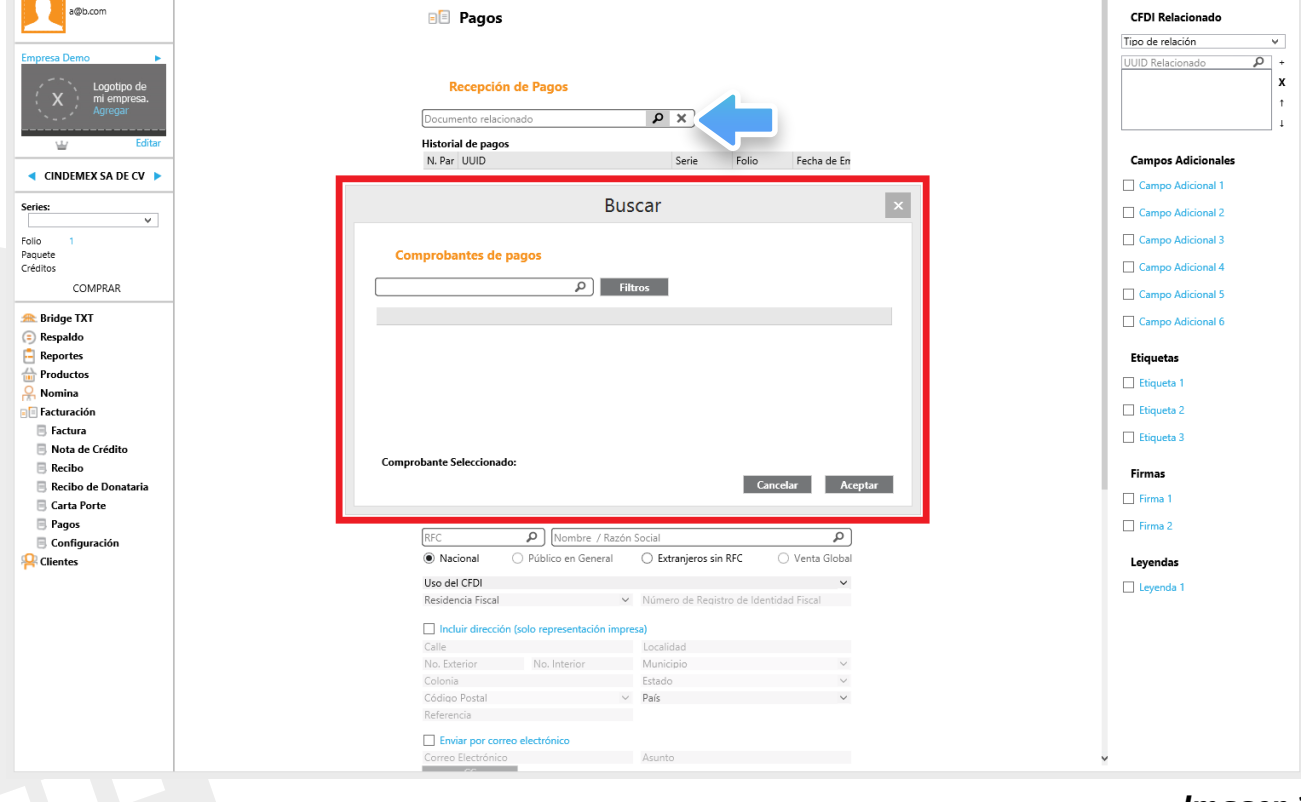 a@b.com
Empresa Demo
X
Logotipo de
mi empresa.
Agregar
Editar
CINDEMEX SA DE CV
Series:
Folio 1
Paquete
Créditos
COMPRAR
Bridge TXT
Respaldo
Reportes
Productos
Nomina
Facturación
Factura
Nota de Crédito
Recibo
Recibo de Donataria
Carta Porte
Pagos
Configuración
Clientes
Pagos
Recepción de Pagos
Documento relacionado
Historial de pagos
N. Par UUID Serie Folio Fecha de Em
Buscar
Comprobantes de pagos
Filtros
Comprobante Seleccionado:
Cancelar Aceptar
RFC Nombre / Razón Social
Nacional Público en General Extranjeros sin RFC Venta Global
Uso del CFDI
Residencia Fiscal Número de Registro de Identidad Fiscal
Incluir dirección (solo representación impresa)
Calle Localidad
No. Exterior No. Interior Municipio
Colonia Estado
Código Postal País
Referencia
Enviar por correo electrónico
Correo Electrónico Asunto
CFDI Relacionado
Tipo de relación
UUID Relacionado
+
X
↑
↓
Campos Adicionales
Campo Adicional 1
Campo Adicional 2
Campo Adicional 3
Campo Adicional 4
Campo Adicional 5
Campo Adicional 6
Etiquetas
Etiqueta 1
Etiqueta 2
Etiqueta 3
Firmas
Firma 1
Firma 2
Leyendas
Leyenda 1